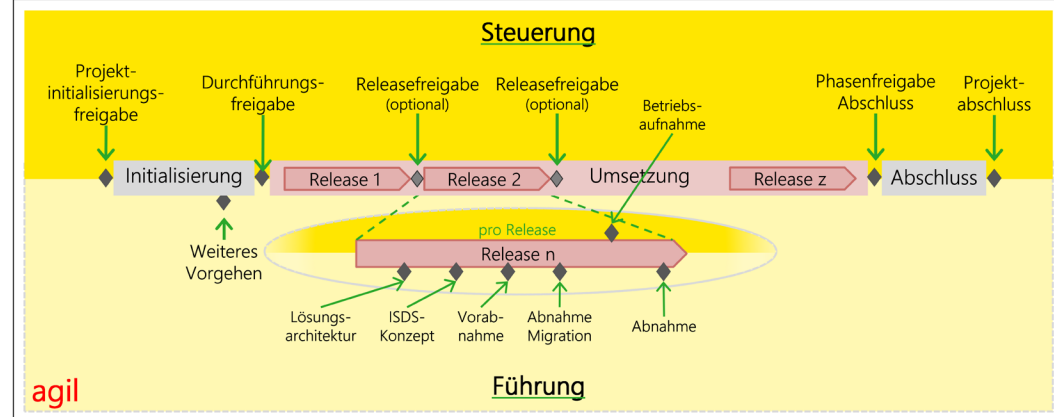 Steuerung
Projekt-
initialisierungs-
freigabe
Durchführungs-
freigabe
Releasefreigabe
(optional)
Releasefreigabe
(optional)
Betriebs-
aufnahme
Phasenfreigabe
Abschluss
Projekt-
abschluss
Initialisierung
Release 1
Release 2
Umsetzung
Release z
Abschluss
Weiteres
Vorgehen
pro Release
Release n
Lösungs-
architektur
ISDS-
Konzept
Vorab-
nahme
Abnahme
Migration
Abnahme
agil
Führung